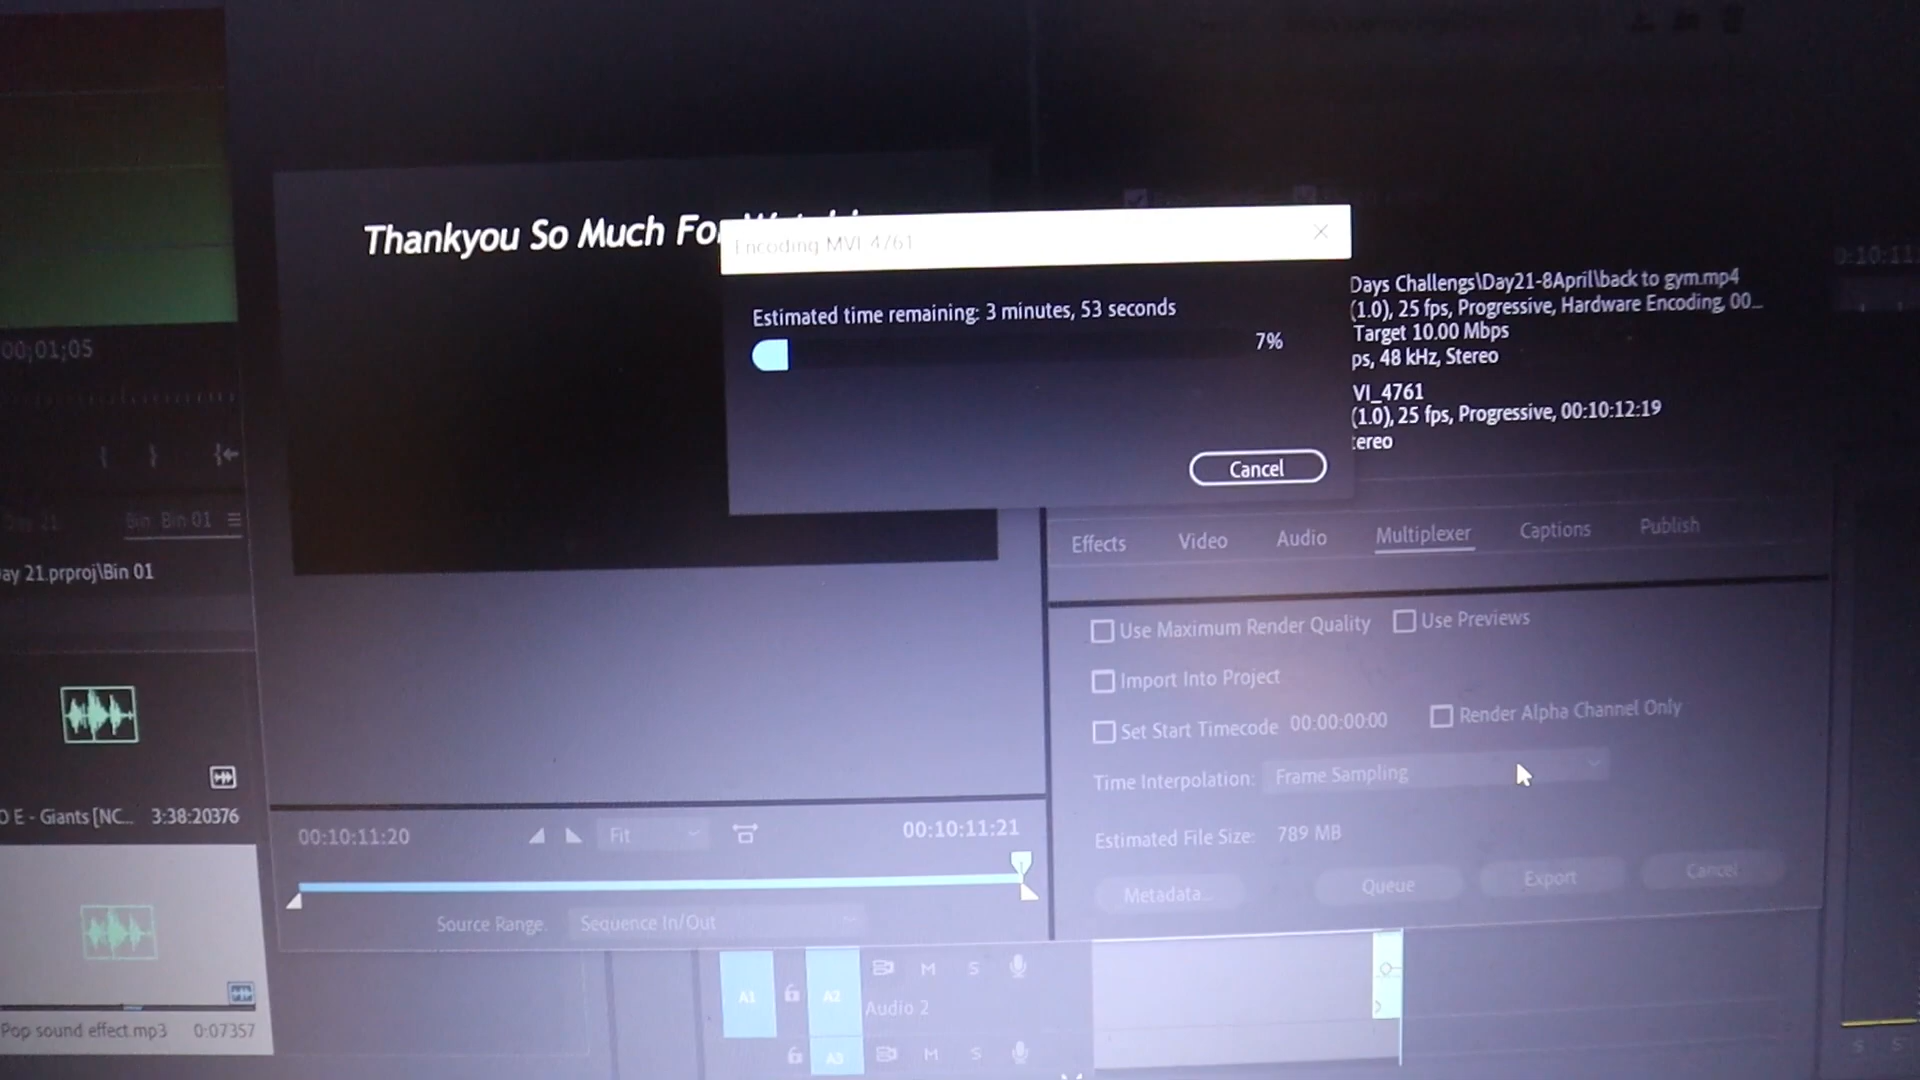 Thankyou So Much For
Encoding MVI_4761
Estimated time remaining: 3 minutes, 53 seconds
7%
Cancel
Days Challengs\Day21-8April\back to gym.mp4
(1.0), 25 fps, Progressive, Hardware Encoding, 00...
Target 10.00 Mbps
ps, 48 kHz, Stereo
VI_4761
(1.0), 25 fps, Progressive, 00:10:12:19
tereo
0:10:11
00;01;05
Bin 01
ay 21.prproj\Bin 01
Effects
Video
Audio
Multiplexer
Captions
Publish
Use Maximum Render Quality
Use Previews
Import Into Project
Set Start Timecode
00:00:00:00
Render Alpha Channel Only
Time Interpolation:
Frame Sampling
Estimated File Size:
789 MB
Metadata...
Queue
Export
Cancel
D E - Giants [NC...
3:38:20376
00:10:11:20
Fit
00:10:11:21
Source Range:
Sequence In/Out
Pop sound effect.mp3
0:07357
A1
A2
M
S
Audio 2
A3
M
S
S
S